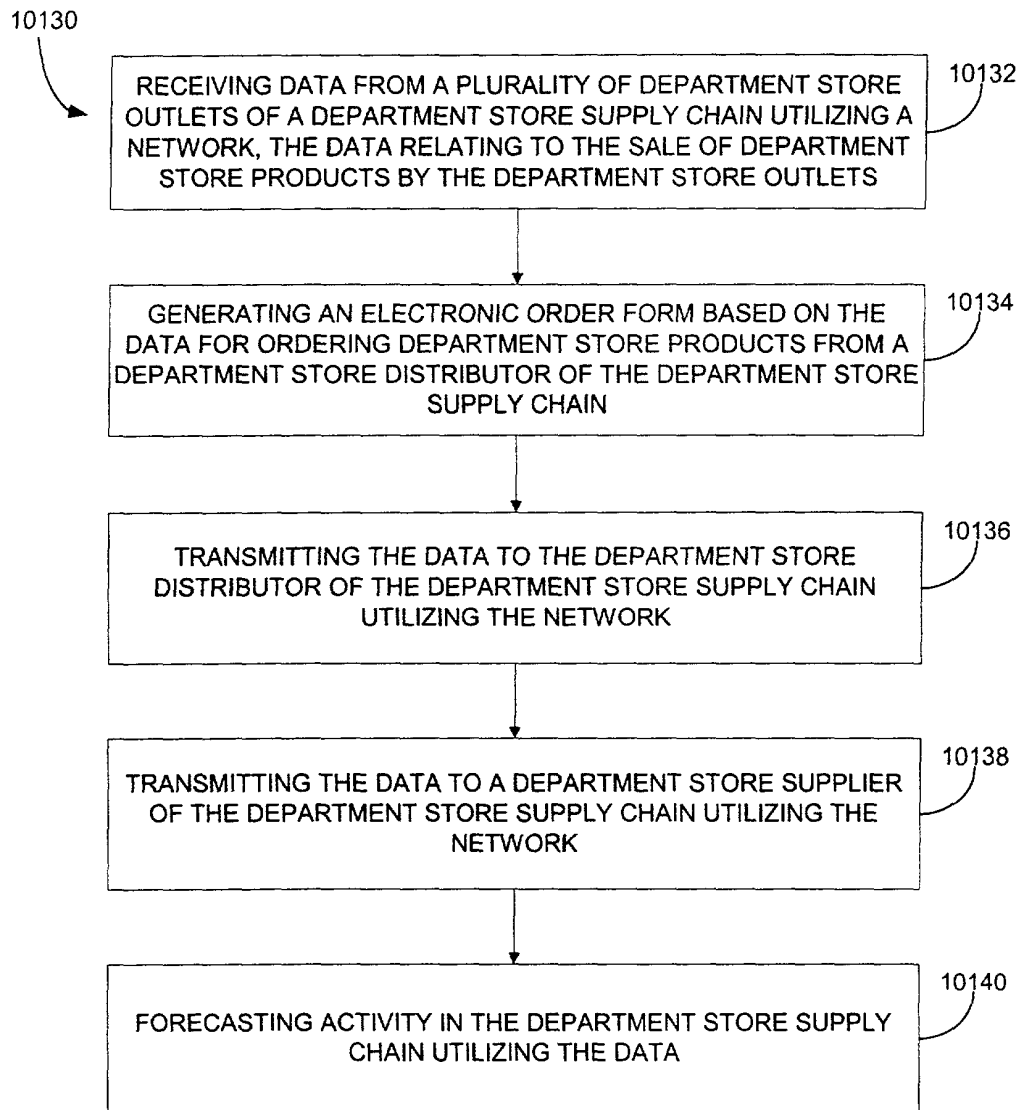 10130
RECEIVING DATA FROM A PLURALITY OF DEPARTMENT STORE
OUTLETS OF A DEPARTMENT STORE SUPPLY CHAIN UTILIZING A
NETWORK, THE DATA RELATING TO THE SALE OF DEPARTMENT
STORE PRODUCTS BY THE DEPARTMENT STORE OUTLETS
10132
GENERATING AN ELECTRONIC ORDER FORM BASED ON THE
DATA FOR ORDERING DEPARTMENT STORE PRODUCTS FROM A
DEPARTMENT STORE DISTRIBUTOR OF THE DEPARTMENT STORE
SUPPLY CHAIN
10134
TRANSMITTING THE DATA TO THE DEPARTMENT STORE
DISTRIBUTOR OF THE DEPARTMENT STORE SUPPLY CHAIN
UTILIZING THE NETWORK
10136
TRANSMITTING THE DATA TO A DEPARTMENT STORE SUPPLIER
OF THE DEPARTMENT STORE SUPPLY CHAIN UTILIZING THE
NETWORK
10138
FORECASTING ACTIVITY IN THE DEPARTMENT STORE SUPPLY
CHAIN UTILIZING THE DATA
10140